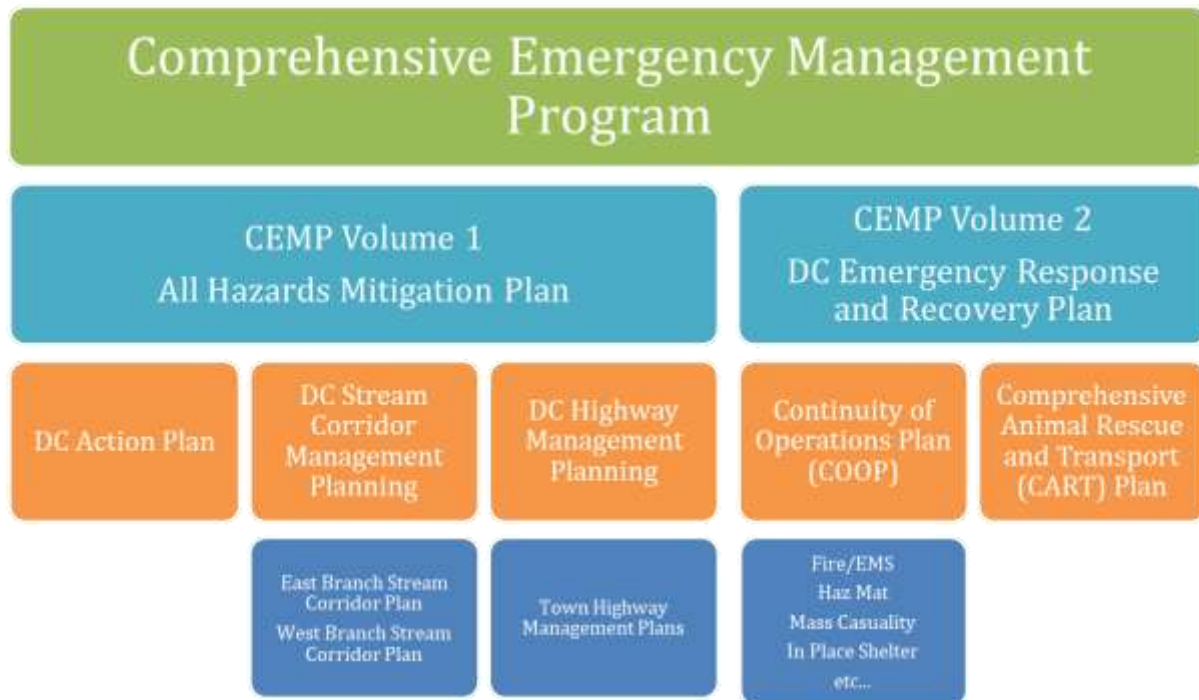 Comprehensive Emergency Management
Program
CEMP Volume 1
All Hazards Mitigation Plan
CEMP Volume 2
DC Emergency Response
and Recovery Plan
DC Action Plan
DC Stream
Corridor
Management
Planning
DC Highway
Management
Planning
Continuity of
Operations Plan
(COOP)
Comprehensive
Animal Rescue
and Transport
(CART) Plan
East Branch Stream
Corridor Plan
West Branch Stream
Corridor Plan
Town Highway
Management Plans
Fire/EMS
Haz Mat
Mass Casuality
In Place Shelter
etc...